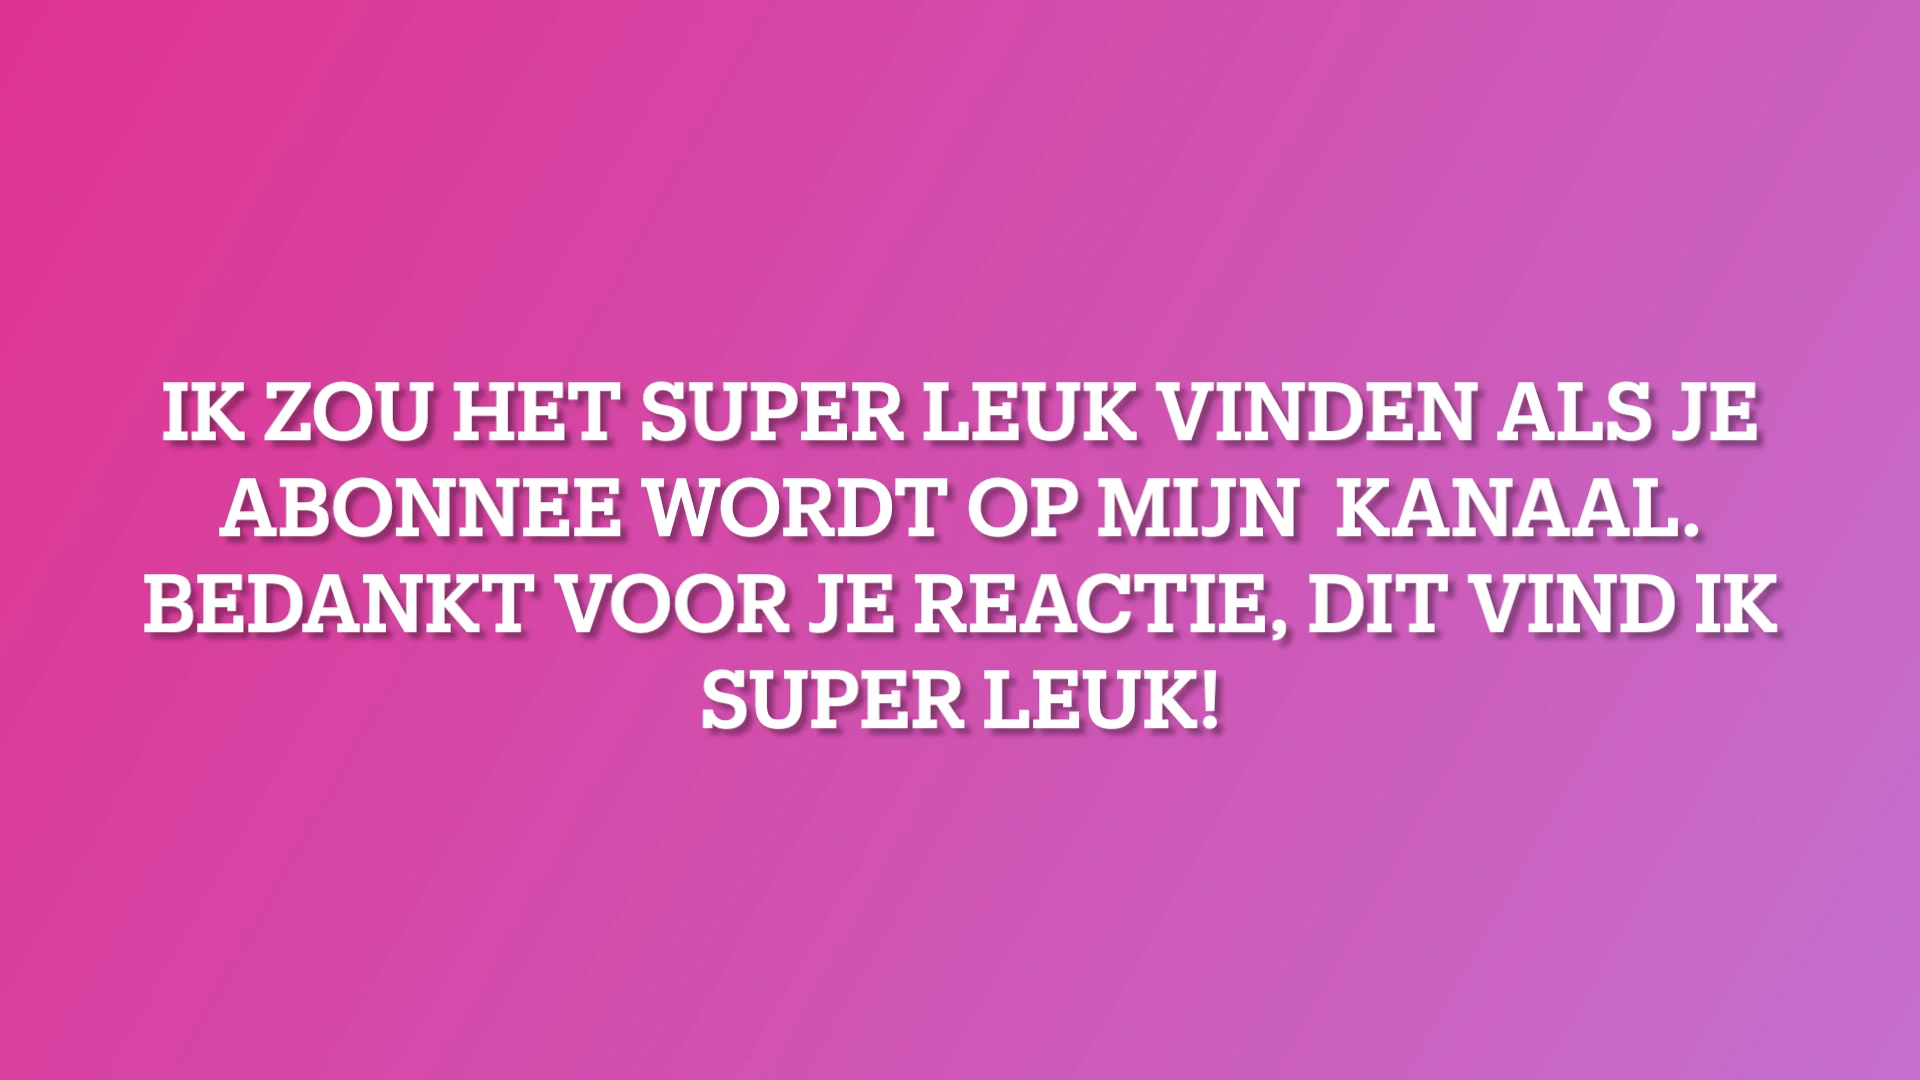 IK ZOU HET SUPER LEUK VINDEN ALS JE
ABONNEE WORDT OP MIJN  KANAAL.
BEDANKT VOOR JE REACTIE, DIT VIND IK
SUPER LEUK!